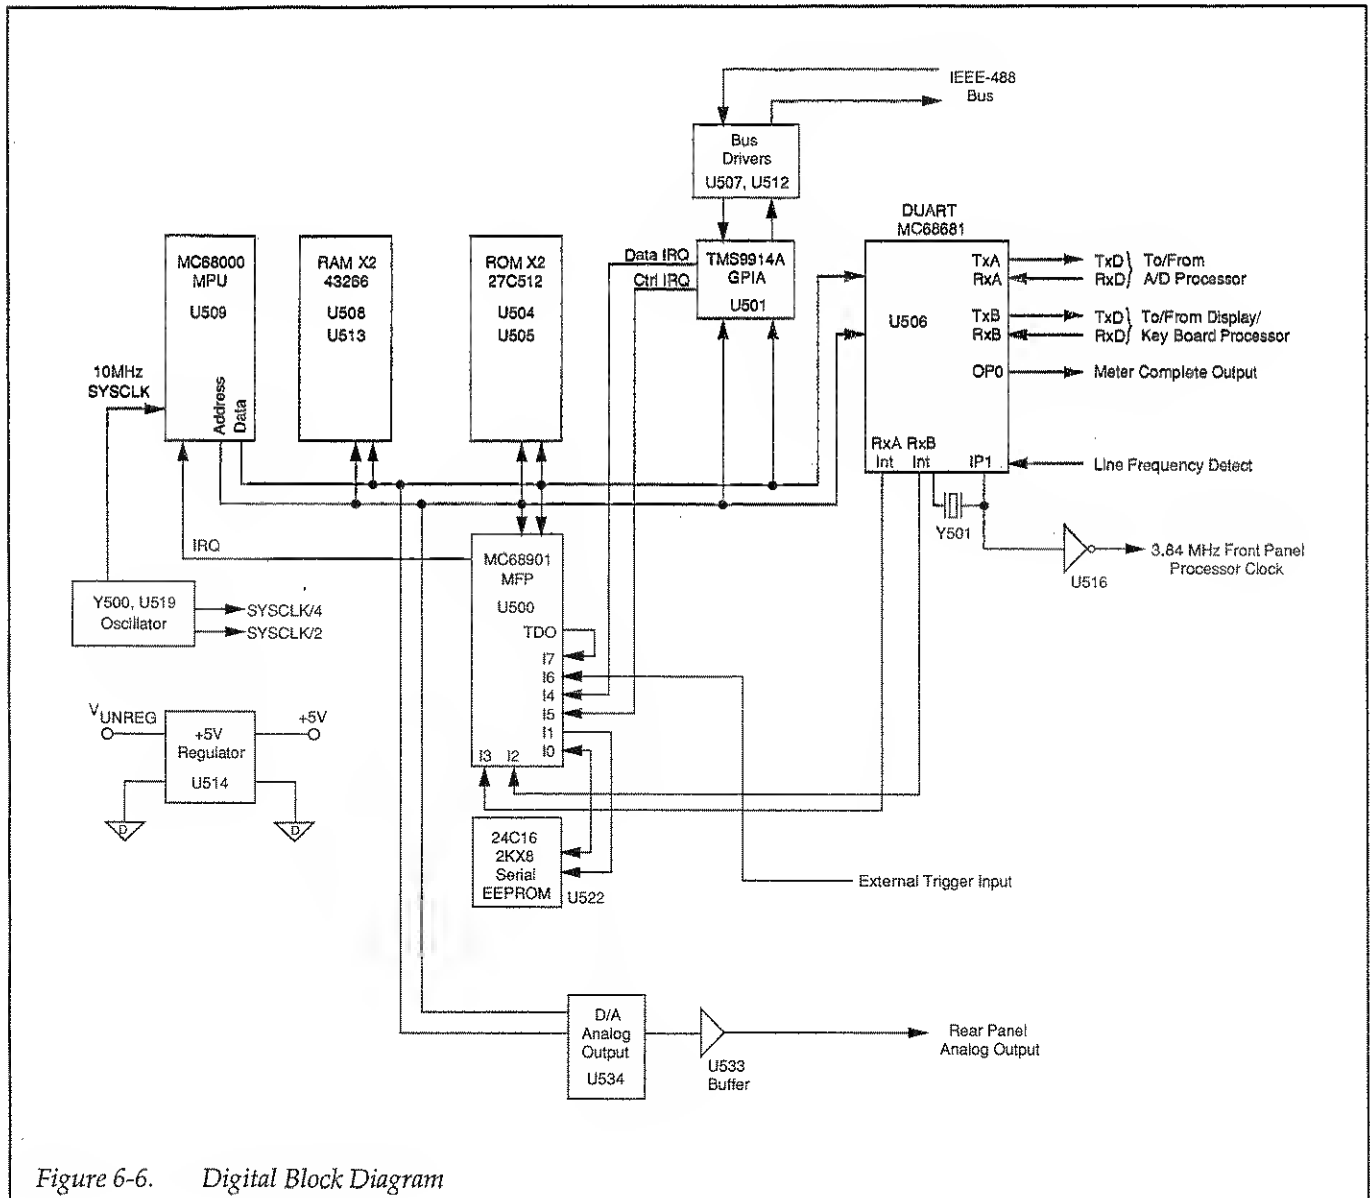 IEEE-488
Bus
Bus
Drivers
U507, U512
DUART
MC68681
MC68000
MPU
U509
Address
Data
RAM X2
43266
U508
U513
ROM X2
27C512
U504
U505
Data IRQ
Ctrl IRQ
TMS9914A
GPIA
U501
U506
TxA
RxA
TxB
RxB
OP0
RxA
Int
RxB
Int
IP1
TxD
RxD
To/From
A/D Processor
TxD
RxD
To/From Display/
Key Board Processor
Meter Complete Output
Line Frequency Detect
10MHz
SYSCLK
Y501
U516
3.84 MHz Front Panel
Processor Clock
IRQ
MC68901
MFP
U500
TDO
I7
I6
I4
I5
I1
I0
I3
I2
Y500, U519
Oscillator
SYSCLK/4
SYSCLK/2
VUNREG
+5V
Regulator
U514
+5V
D
D
24C16
2KX8
Serial
EEPROM
U522
External Trigger Input
D/A
Analog
Output
U534
U533
Buffer
Rear Panel
Analog Output
Figure 6-6. Digital Block Diagram